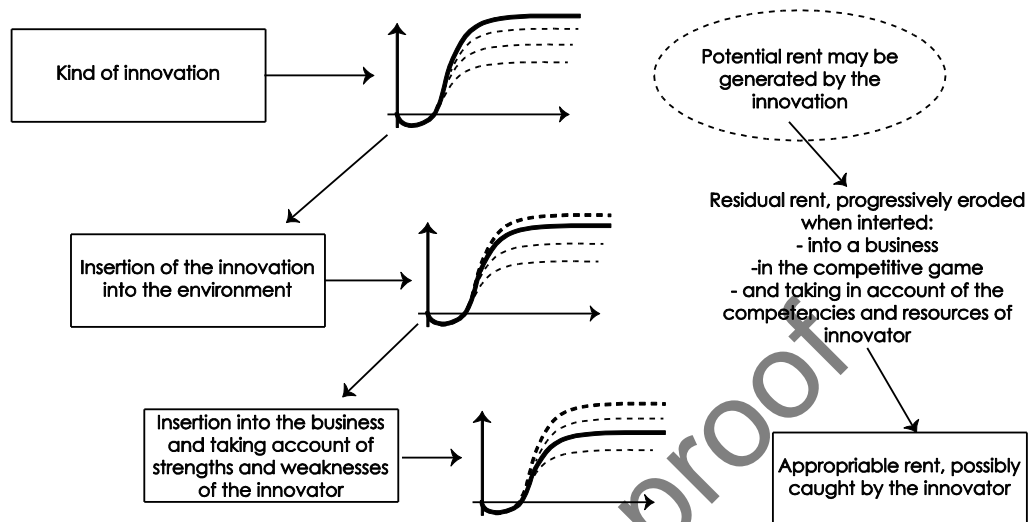 Kind of innovation
Potential rent may be
generated by the
innovation
Residual rent, progressively eroded
when interted:
- into a business
-in the competitive game
- and taking in account of the
competencies and resources of
innovator
Insertion of the innovation
into the environment
Insertion into the business
and taking account of
strengths and weaknesses
of the innovator
Appropriable rent, possibly
caught by the innovator
proof